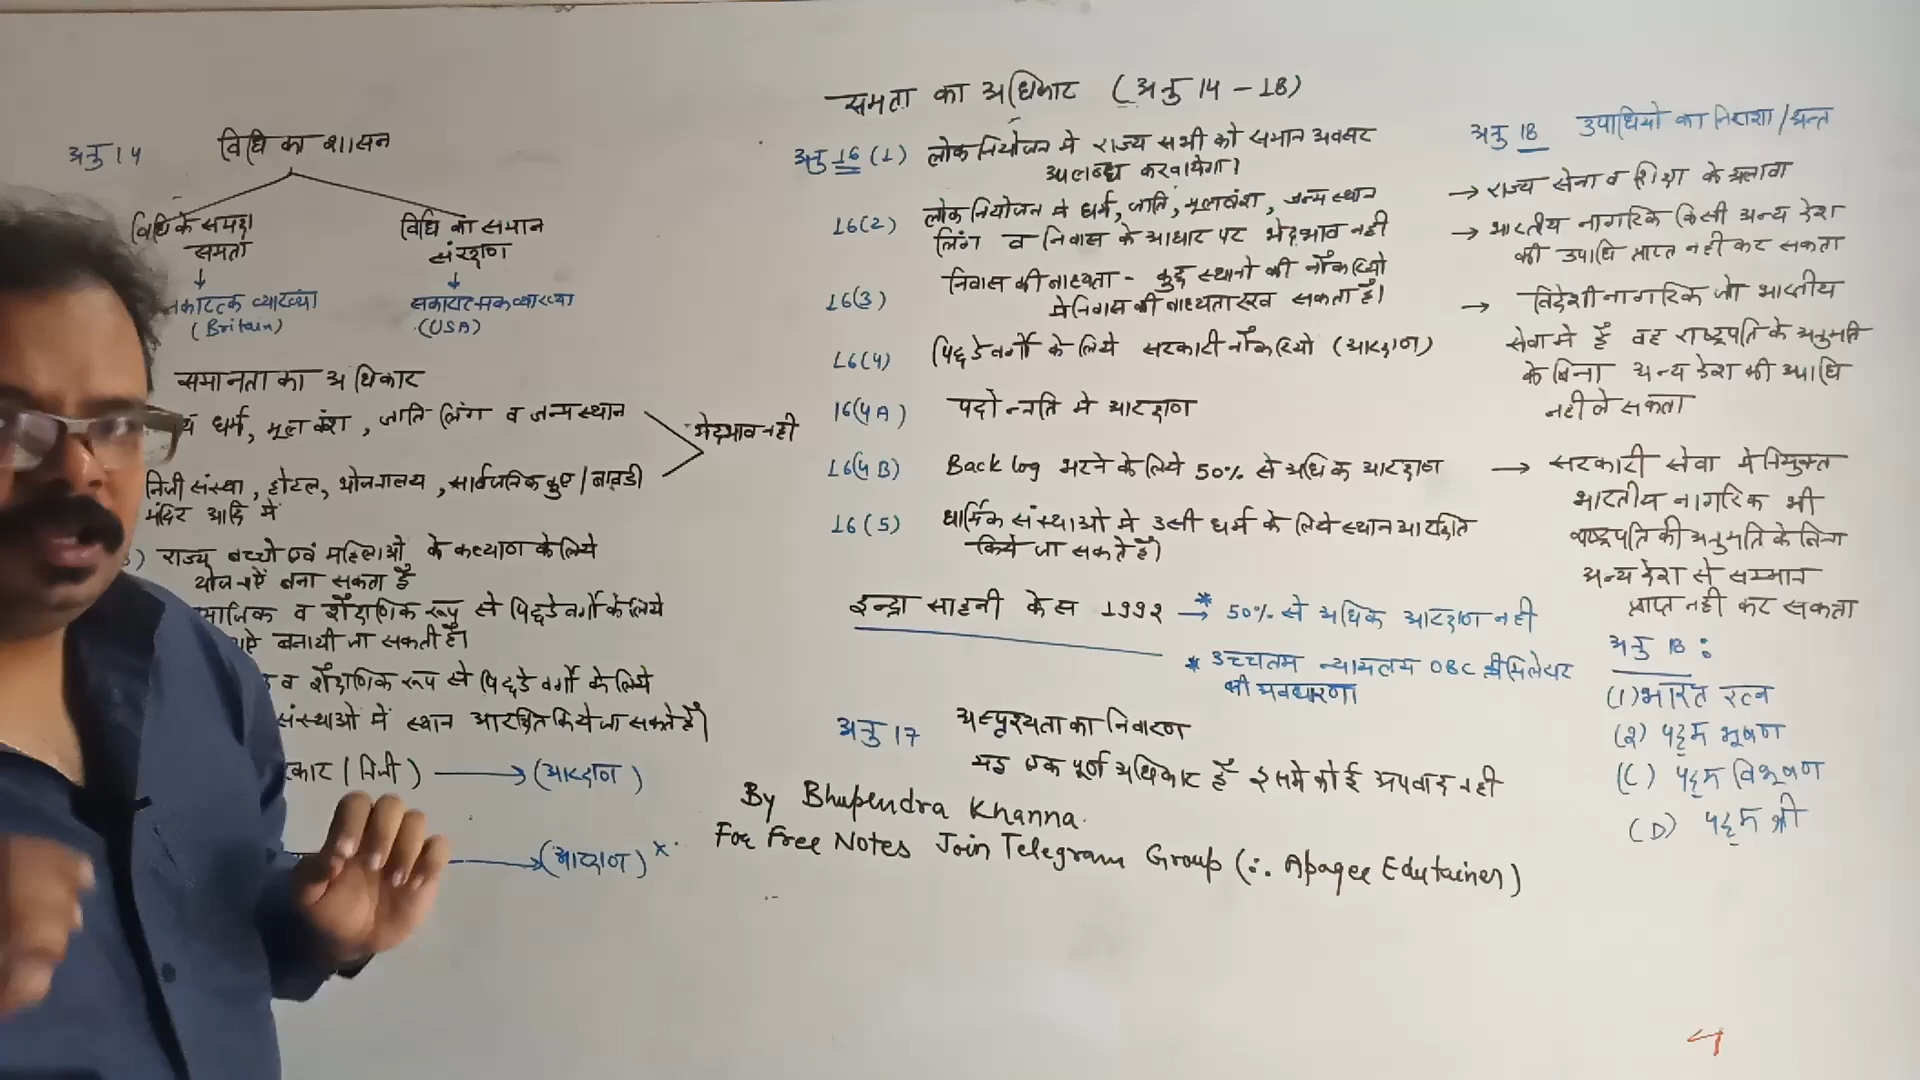 समता का अधिकार (अनु 14 - 18)
अनु 14
विधि का शासन
विधि के समक्ष
समता
विधि का समान
संरक्षण
व्याख्या
(Britain)
सकारात्मक व्याख्या
(USA)
समानता का अधिकार
धर्म, मूल वंश, जाति लिंग व जन्म स्थान
भेदभाव नही
निजी संस्था, होटल, भोजनालय, सार्वजनिक कुए / बावडी
मंदिर आदि में
) राज्य बच्चो एवं महिलाओ के कल्याण के लिये
बना सकता है
व शैक्षणिक रूप से पिछडे वर्गो के लिये
बनायी जा सकती है।
व शैक्षणिक रूप से पिछडे वर्गो के लिये
संस्थाओ में स्थान आरक्षित किये जा सकते है।
(निजी) → (आरक्षण)
→ (आरक्षण) x
अनु 16 (1) लोक नियोजन मे राज्य सभी को समान अवसर
उपलब्ध करवायेगा।
16(2) लोक नियोजन मे धर्म, जाति, मूलवंश, जन्म स्थान
लिंग व निवास के आधार पर भेदभाव नही
16(3) निवास की बाध्यता - कुछ स्थानो की नौकरियो
मे निवास की बाध्यता रख सकता है।
16(4) पिछडे वर्गो के लिये सरकारी नौकरियो (आरक्षण)
16(4A) पदोन्नति मे आरक्षण
16(4B) Back log भरने के लिये 50% से अधिक आरक्षण
16(5) धार्मिक संस्थाओ मे उसी धर्म के लिये स्थान आरक्षित
किये जा सकते है।
इन्द्रा साहनी केस 1992 → * 50% से अधिक आरक्षण नही
* उच्चतम न्यायलय OBC क्रीमिलेयर
की अवधारणा
अनु 17 अस्पृश्यता का निवारण
यह एक पूर्ण अधिकार है इसमे कोई अपवाद नही
By Bhupendra Khanna.
For Free Notes Join Telegram Group (:. Apogee Edutainer)
अनु 18 उपाधियो का /अन्त
→ राज्य सेना व शिक्षा के अलावा
→ भारतीय नागरिक किसी अन्य देश
की उपाधि प्राप्त नही कर सकता
→ विदेशी नागरिक जो भारतीय
सेवा मे है वह राष्ट्रपति के अनुमति
के बिना अन्य देश की उपाधि
नही ले सकता
→ सरकारी सेवा मे नियुक्त
भारतीय नागरिक भी
राष्ट्रपति की अनुमति के बिना
अन्य देश से सम्मान
प्राप्त नही कर सकता
अनु 18 :
(1) भारत रत्न
(2) पद्म भूषण
(C) पद्म विभूषण
(D) पद्म श्री